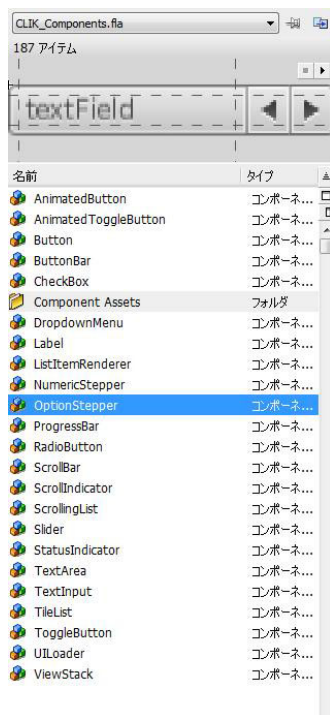 CLIK_Components.fla
187 アイテム
textField
名前 タイプ
AnimatedButton コンポーネ...
AnimatedToggleButton コンポーネ...
Button コンポーネ...
ButtonBar コンポーネ...
CheckBox コンポーネ...
Component Assets フォルダ
DropdownMenu コンポーネ...
Label コンポーネ...
ListItemRenderer コンポーネ...
NumericStepper コンポーネ...
OptionStepper コンポーネ...
ProgressBar コンポーネ...
RadioButton コンポーネ...
ScrollBar コンポーネ...
ScrollIndicator コンポーネ...
ScrollingList コンポーネ...
Slider コンポーネ...
StatusIndicator コンポーネ...
TextArea コンポーネ...
TextInput コンポーネ...
TileList コンポーネ...
ToggleButton コンポーネ...
UILoader コンポーネ...
ViewStack コンポーネ...